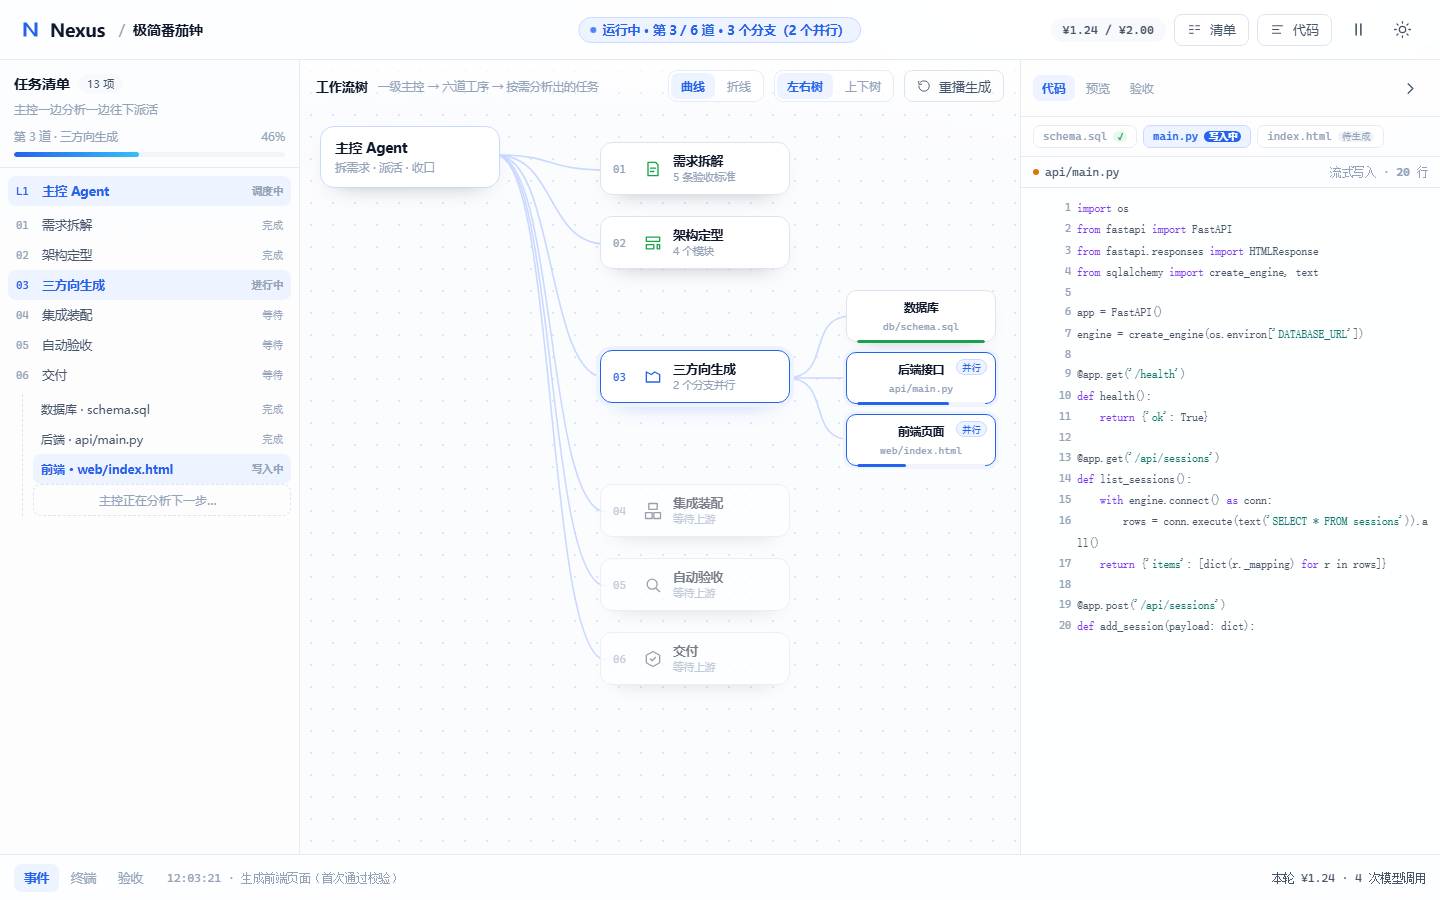 Nexus / 极简番茄钟
运行中 • 第 3 / 6 道 • 3 个分支（2 个并行）
¥1.24 / ¥2.00
清单
代码
任务清单 13 项
主控一边分析一边往下派活
第 3 道 · 三方向生成 46%
L1 主控 Agent 调度中
01 需求拆解 完成
02 架构定型 完成
03 三方向生成 进行中
04 集成装配 等待
05 自动验收 等待
06 交付 等待
数据库 · schema.sql 完成
后端 · api/main.py 完成
前端 • web/index.html 写入中
主控正在分析下一步...
工作流树 一级主控 → 六道工序 → 按需分析出的任务
曲线 折线
左右树 上下树
重播生成
主控 Agent
拆需求 · 派活 · 收口
01 需求拆解
5 条验收标准
02 架构定型
4 个模块
03 三方向生成
2 个分支并行
04 集成装配
等待上游
05 自动验收
等待上游
06 交付
等待上游
数据库
db/schema.sql
后端接口 并行
api/main.py
前端页面 并行
web/index.html
代码 预览 验收
schema.sql ✓
main.py 写入中
index.html 待生成
api/main.py 流式写入 · 20 行
1 import os
2 from fastapi import FastAPI
3 from fastapi.responses import HTMLResponse
4 from sqlalchemy import create_engine, text
5
6 app = FastAPI()
7 engine = create_engine(os.environ["DATABASE_URL"])
8
9 @app.get("/health")
10 def health():
11 return {"ok": True}
12
13 @app.get("/api/sessions")
14 def list_sessions():
15 with engine.connect() as conn:
16 rows = conn.execute(text("SELECT * FROM sessions")).a
ll()
17 return {"items": [dict(r._mapping) for r in rows]}
18
19 @app.post("/api/sessions")
20 def add_session(payload: dict):
事件 终端 验收 12:03:21 · 生成前端页面（首次通过校验）
本轮 ¥1.24 · 4 次模型调用